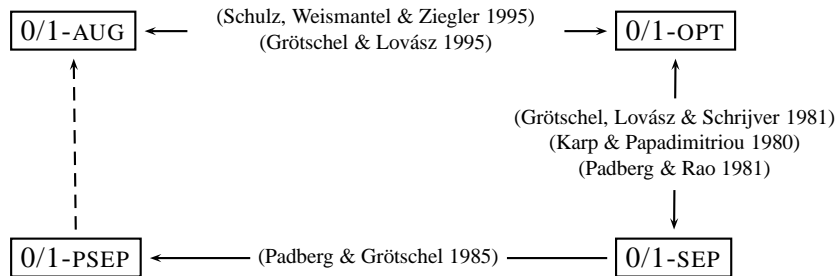 0/1-AUG
(Schulz, Weismantel & Ziegler 1995)
(Grötschel & Lovász 1995)
0/1-OPT
(Grötschel, Lovász & Schrijver 1981)
(Karp & Papadimitriou 1980)
(Padberg & Rao 1981)
0/1-PSEP
(Padberg & Grötschel 1985)
0/1-SEP